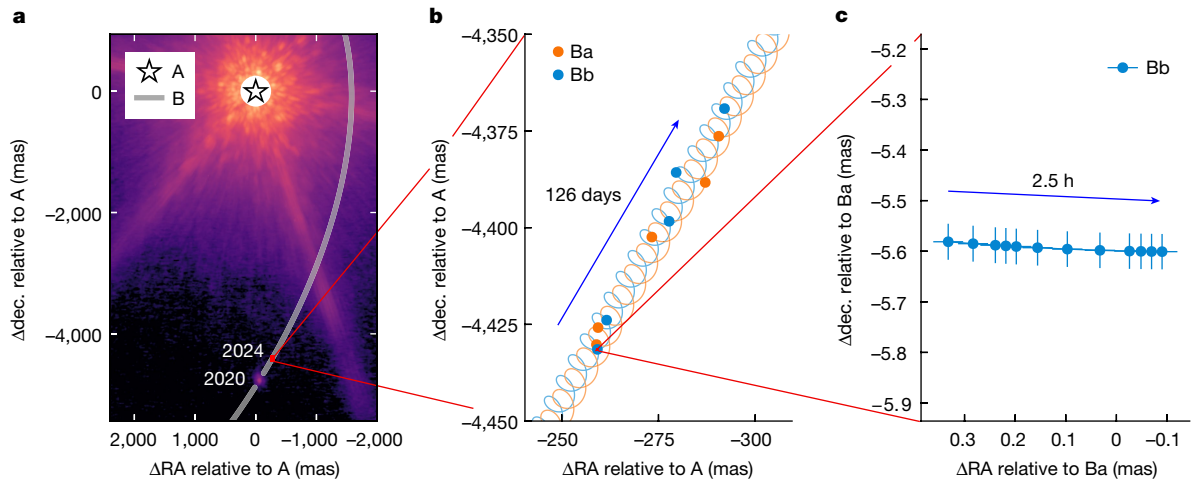 a
A
B
2024
2020
0
−2,000
−4,000
Δdec. relative to A (mas)
2,000
1,000
0
−1,000
−2,000
ΔRA relative to A (mas)
b
Ba
Bb
126 days
−4,350
−4,375
−4,400
−4,425
−4,450
Δdec. relative to A (mas)
−250
−275
−300
ΔRA relative to A (mas)
c
Bb
2.5 h
−5.2
−5.3
−5.4
−5.5
−5.6
−5.7
−5.8
−5.9
Δdec. relative to Ba (mas)
0.3
0.2
0.1
0
−0.1
ΔRA relative to Ba (mas)